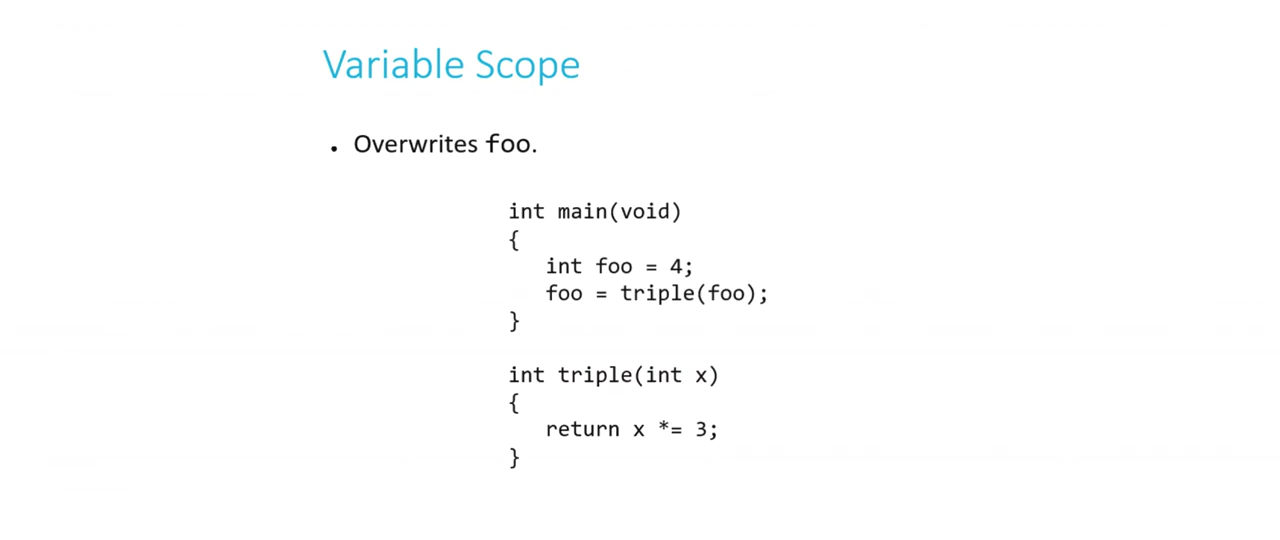 Variable Scope
• Overwrites foo.
int main(void)
{
   int foo = 4;
   foo = triple(foo);
}
int triple(int x)
{
   return x *= 3;
}